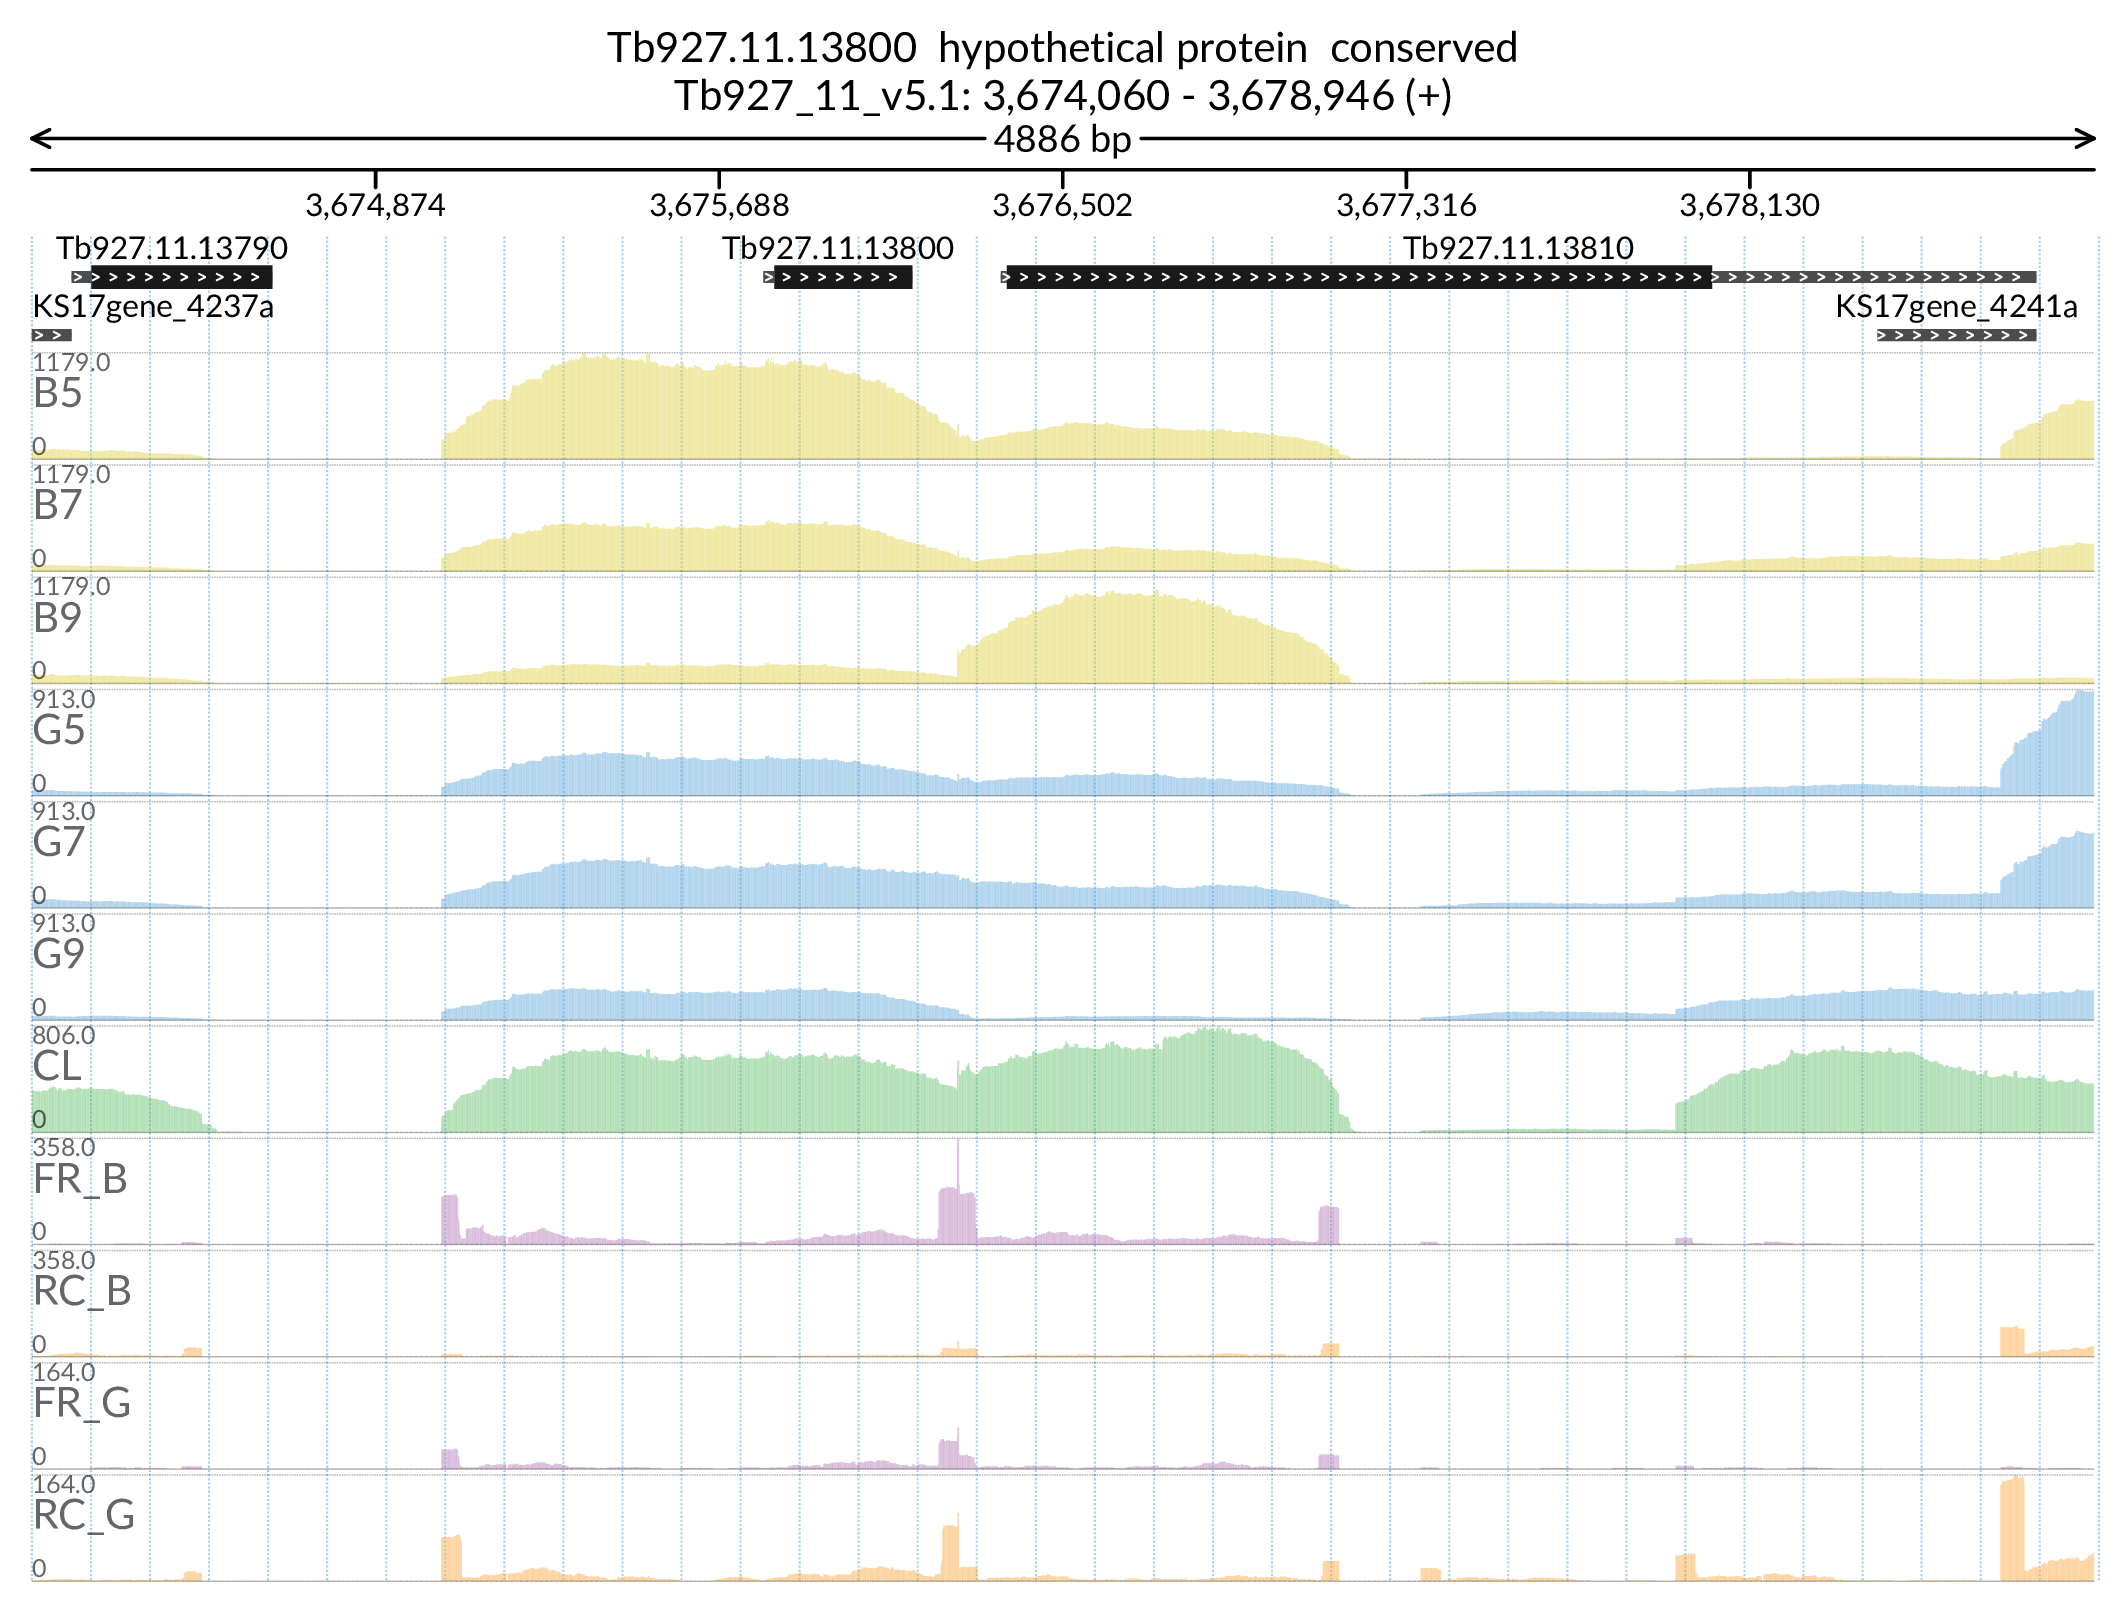 Tb927.11.13800  hypothetical protein  conserved
Tb927_11_v5.1: 3,674,060 - 3,678,946 (+)
4886 bp
3,674,874 3,675,688 3,676,502 3,677,316 3,678,130
Tb927.11.13790 Tb927.11.13800 Tb927.11.13810
KS17gene_4237a KS17gene_4241a
1179.0
B5
0
1179.0
B7
0
1179.0
B9
0
913.0
G5
0
913.0
G7
0
913.0
G9
0
806.0
CL
0
358.0
FR_B
0
358.0
RC_B
0
164.0
FR_G
0
164.0
RC_G
0